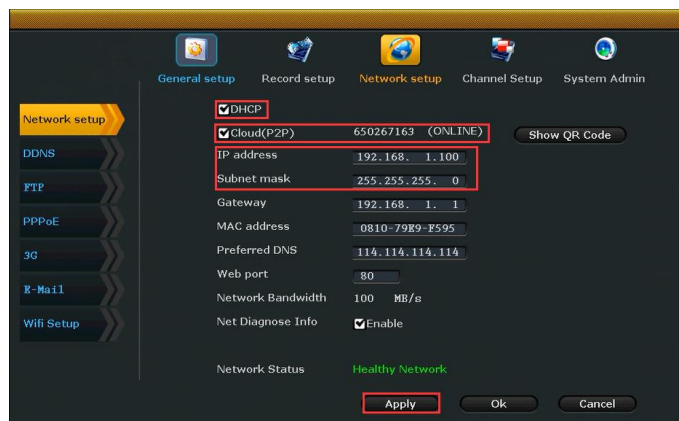 General setup Record setup Network setup Channel Setup System Admin
Network setup
DDNS
FTP
PPPoE
3G
E-Mail
Wifi Setup
DHCP
Cloud(P2P) 650267163 (ONLINE) Show QR Code
IP address 192.168. 1.100
Subnet mask 255.255.255. 0
Gateway 192.168. 1. 1
MAC address 0810-79E9-F595
Preferred DNS 114.114.114.114
Web port 80
Network Bandwidth 100 MB/s
Net Diagnose Info Enable
Network Status Healthy Network
Apply Ok Cancel